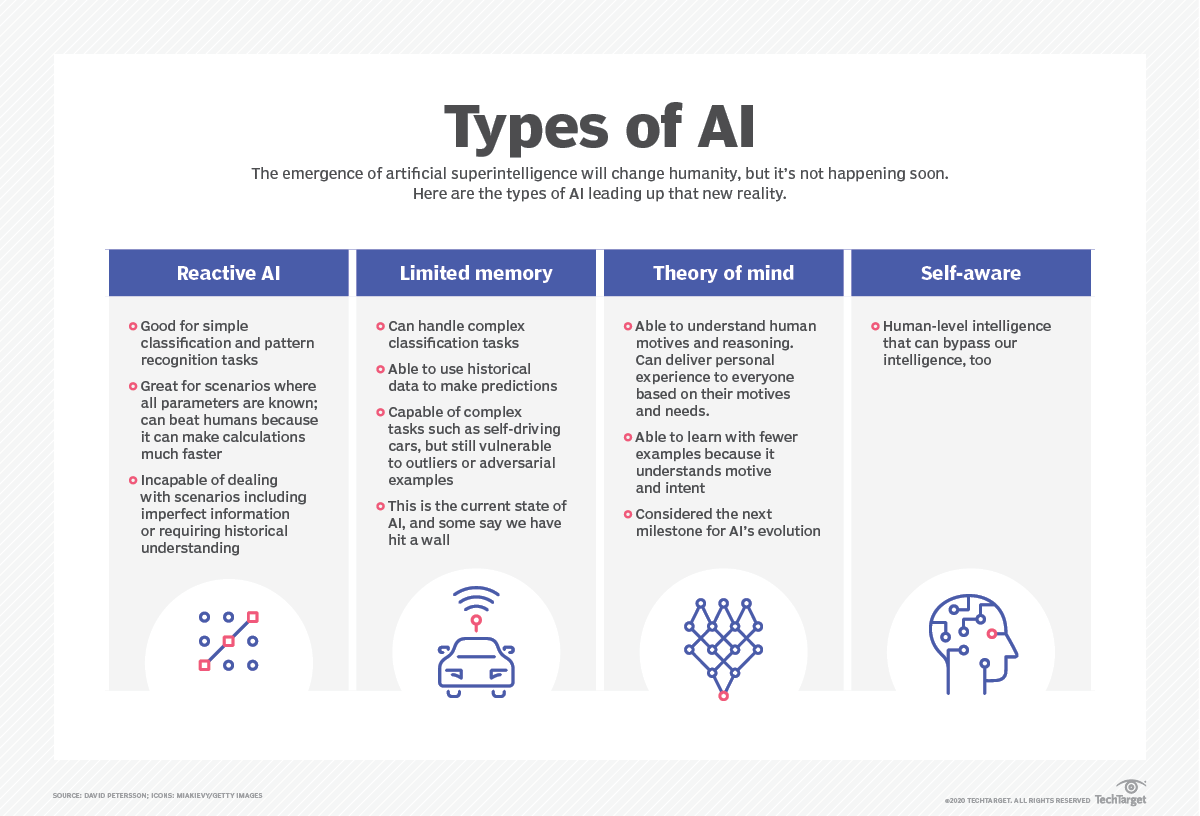 Types of AI
The emergence of artificial superintelligence will change humanity, but it's not happening soon.
Here are the types of AI leading up that new reality.
Reactive AI
Good for simple
classification and pattern
recognition tasks
Great for scenarios where
all parameters are known;
can beat humans because
it can make calculations
much faster
Incapable of dealing
with scenarios including
imperfect information
or requiring historical
understanding
Limited memory
Can handle complex
classification tasks
Able to use historical
data to make predictions
Capable of complex
tasks such as self-driving
cars, but still vulnerable
to outliers or adversarial
examples
This is the current state of
AI, and some say we have
hit a wall
Theory of mind
Able to understand human
motives and reasoning.
Can deliver personal
experience to everyone
based on their motives
and needs.
Able to learn with fewer
examples because it
understands motive
and intent
Considered the next
milestone for AI's evolution
Self-aware
Human-level intelligence
that can bypass our
intelligence, too
SOURCE: DAVID PETERSSON; ICONS: MIAKIEVY/GETTY IMAGES
©2020 TECHTARGET. ALL RIGHTS RESERVED
TechTarget